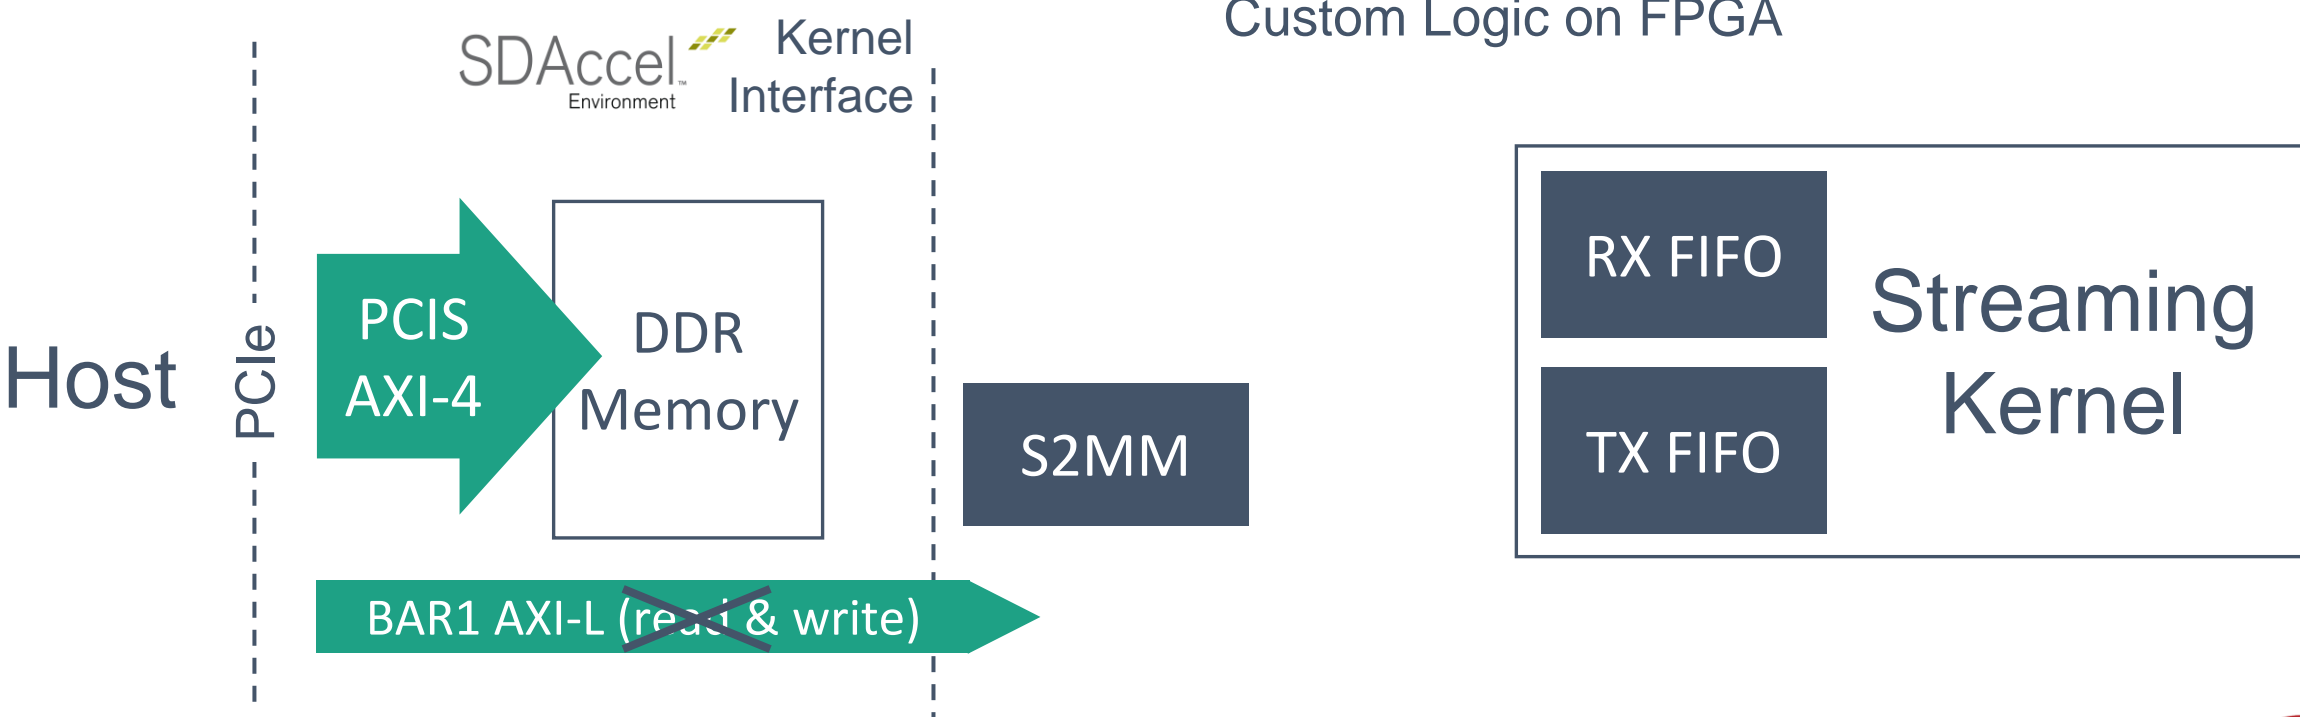 Custom Logic on FPGA
SDAccel™
Environment
Kernel
Interface
Host
PCIe
PCIS
AXI-4
DDR
Memory
S2MM
RX FIFO
TX FIFO
Streaming
Kernel
BAR1 AXI-L (read & write)